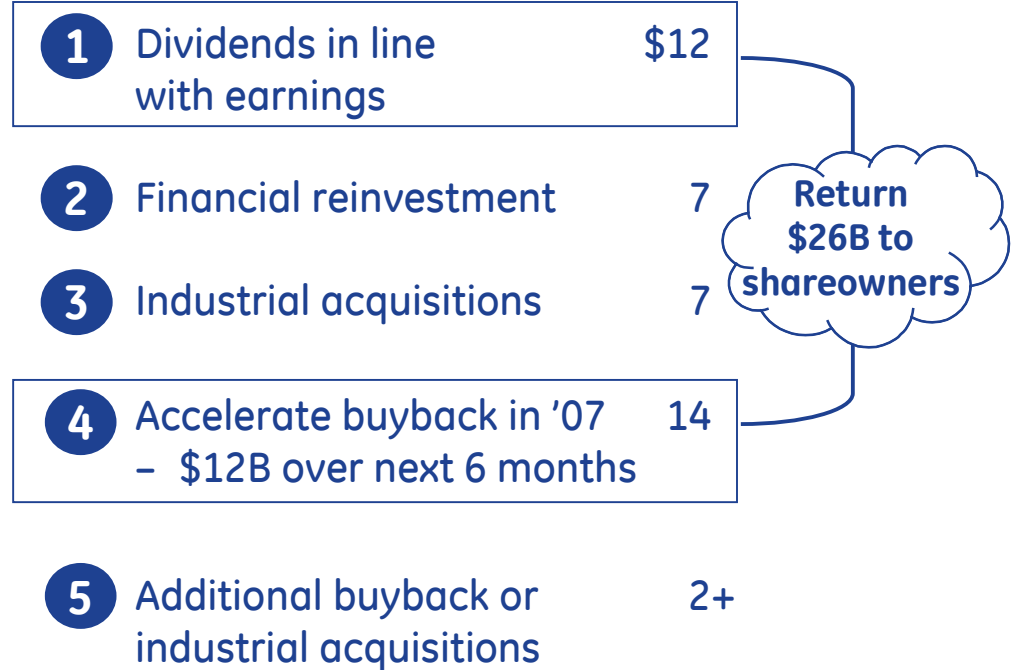 1 Dividends in line $12
with earnings
2 Financial reinvestment 7
3 Industrial acquisitions 7
Return
$26B to
shareowners
4 Accelerate buyback in ’07 14
– $12B over next 6 months
5 Additional buyback or 2+
industrial acquisitions